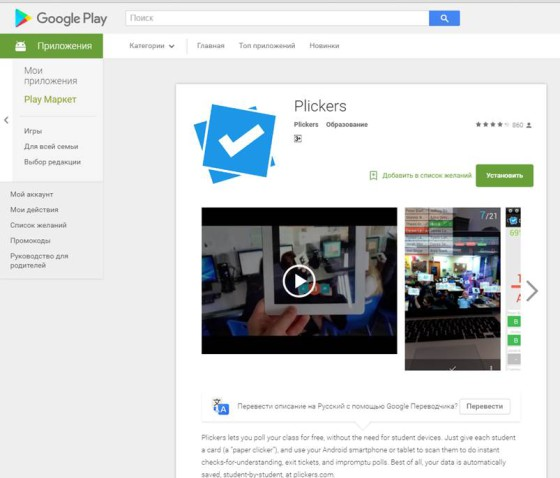 Google Play
Поиск
Приложения
Категории
Главная
Топ приложений
Новинки
Мои
приложения
Play Маркет
Игры
Для всей семьи
Выбор редакции
Мой аккаунт
Мои действия
Список желаний
Промокоды
Руководство для
родителей
Plickers
Plickers Образование
860
3+
Добавить в список желаний
Установить
7/21
Перевести описание на Русский с помощью Google Переводчика? Перевести
Plickers lets you poll your class for free, without the need for student devices. Just give each student
a card (a "paper clicker"), and use your Android smartphone or tablet to scan them to do instant
checks-for-understanding, exit tickets, and impromptu polls. Best of all, your data is automatically
saved, student-by-student, at plickers.com.